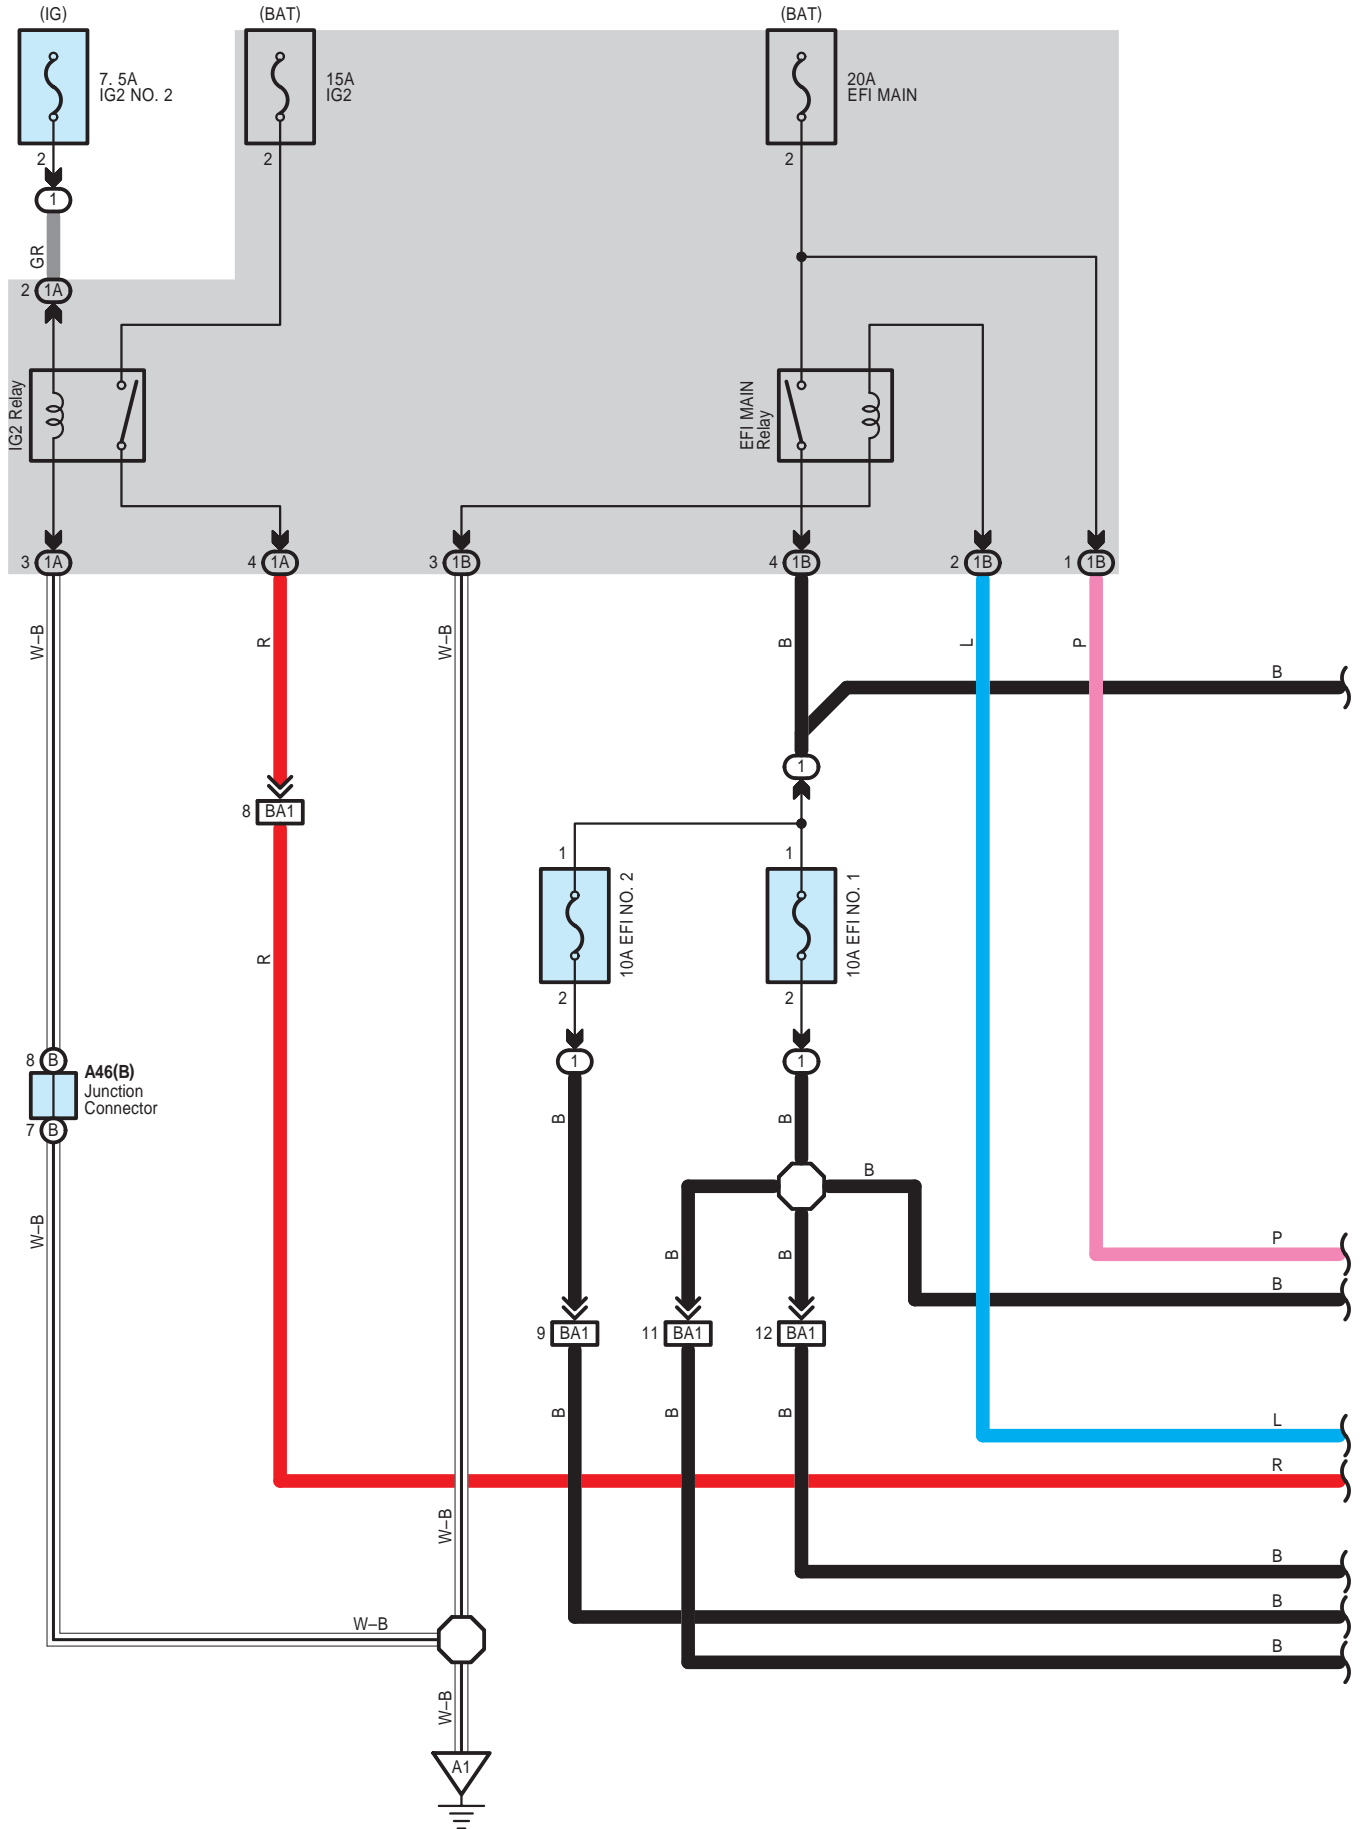 (IG)
(BAT)
(BAT)
7. 5A
IG2 NO. 2
15A
IG2
20A
EFI MAIN
2
2
2
1
GR
2 1A
IG2 Relay
EFI MAIN
Relay
3 1A
4 1A
3 1B
4 1B
2 1B
1 1B
W–B
R
W–B
B
L
P
B
1
8 BA1
1
1
10A EFI NO. 2
10A EFI NO. 1
R
2
2
8 B
1
1
A46(B)
Junction
Connector
7 B
B
B
B
W–B
B
B
P
B
9 BA1
11 BA1
12 BA1
B
B
B
L
R
W–B
B
B
W–B
B
W–B
A1